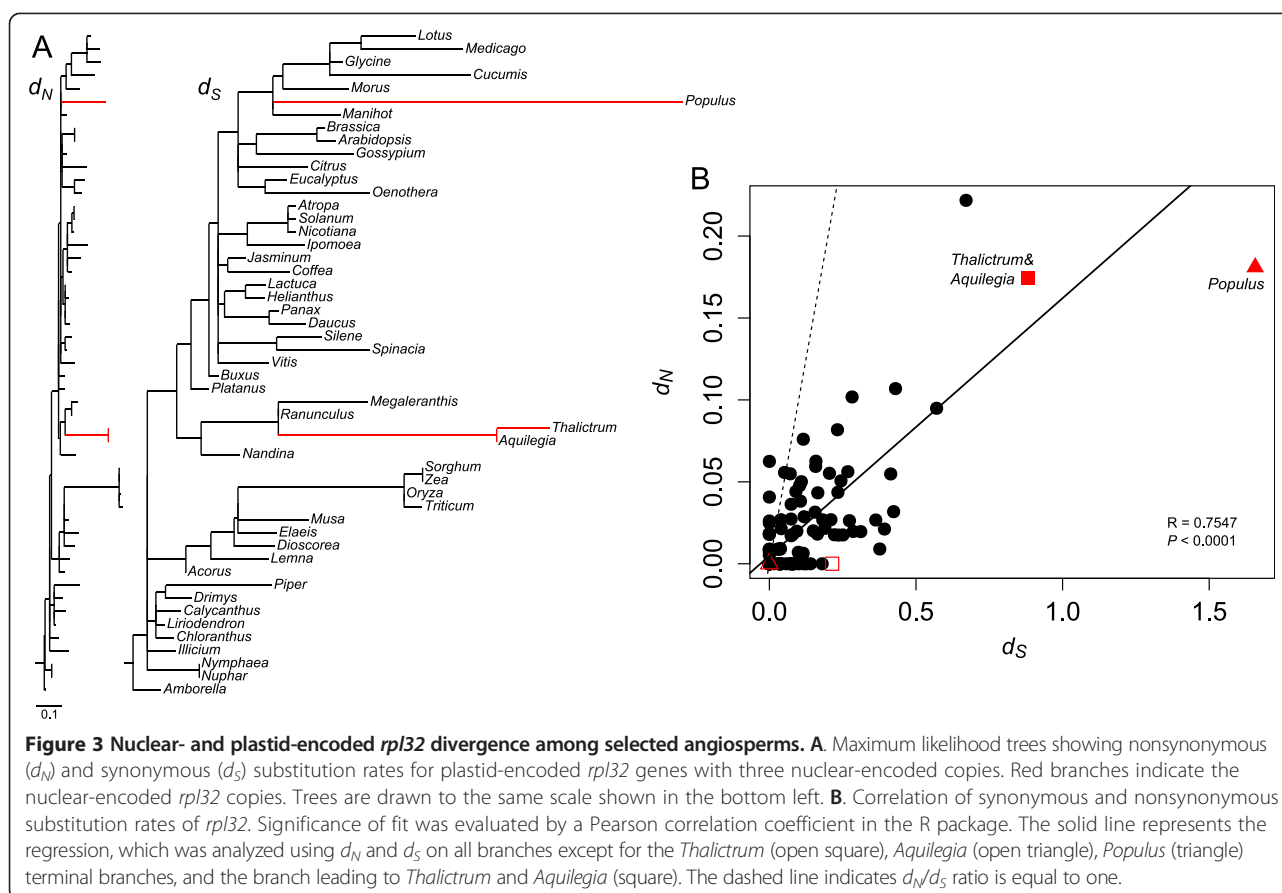 A
d_N
d_S
Lotus
Medicago
Glycine
Cucumis
Morus
Populus
Manihot
Brassica
Arabidopsis
Gossypium
Citrus
Eucalyptus
Oenothera
Atropa
Solanum
Nicotiana
Ipomoea
Jasminum
Coffea
Lactuca
Helianthus
Panax
Daucus
Silene
Spinacia
Vitis
Buxus
Platanus
Megaleranthis
Ranunculus
Thalictrum
Aquilegia
Nandina
Sorghum
Zea
Oryza
Triticum
Musa
Elaeis
Dioscorea
Lemna
Acorus
Piper
Drimys
Calycanthus
Liriodendron
Chloranthus
Illicium
Nymphaea
Nuphar
Amborella
0.1
B
0.20
0.15
0.10
0.05
0.00
d_N
Thalictrum&
Aquilegia
Populus
R = 0.7547
P < 0.0001
0.0 0.5 1.0 1.5
d_S
Figure 3 Nuclear- and plastid-encoded rpl32 divergence among selected angiosperms. A. Maximum likelihood trees showing nonsynonymous
(d_N) and synonymous (d_S) substitution rates for plastid-encoded rpl32 genes with three nuclear-encoded copies. Red branches indicate the
nuclear-encoded rpl32 copies. Trees are drawn to the same scale shown in the bottom left. B. Correlation of synonymous and nonsynonymous
substitution rates of rpl32. Significance of fit was evaluated by a Pearson correlation coefficient in the R package. The solid line represents the
regression, which was analyzed using d_N and d_S on all branches except for the Thalictrum (open square), Aquilegia (open triangle), Populus (triangle)
terminal branches, and the branch leading to Thalictrum and Aquilegia (square). The dashed line indicates d_N/d_S ratio is equal to one.